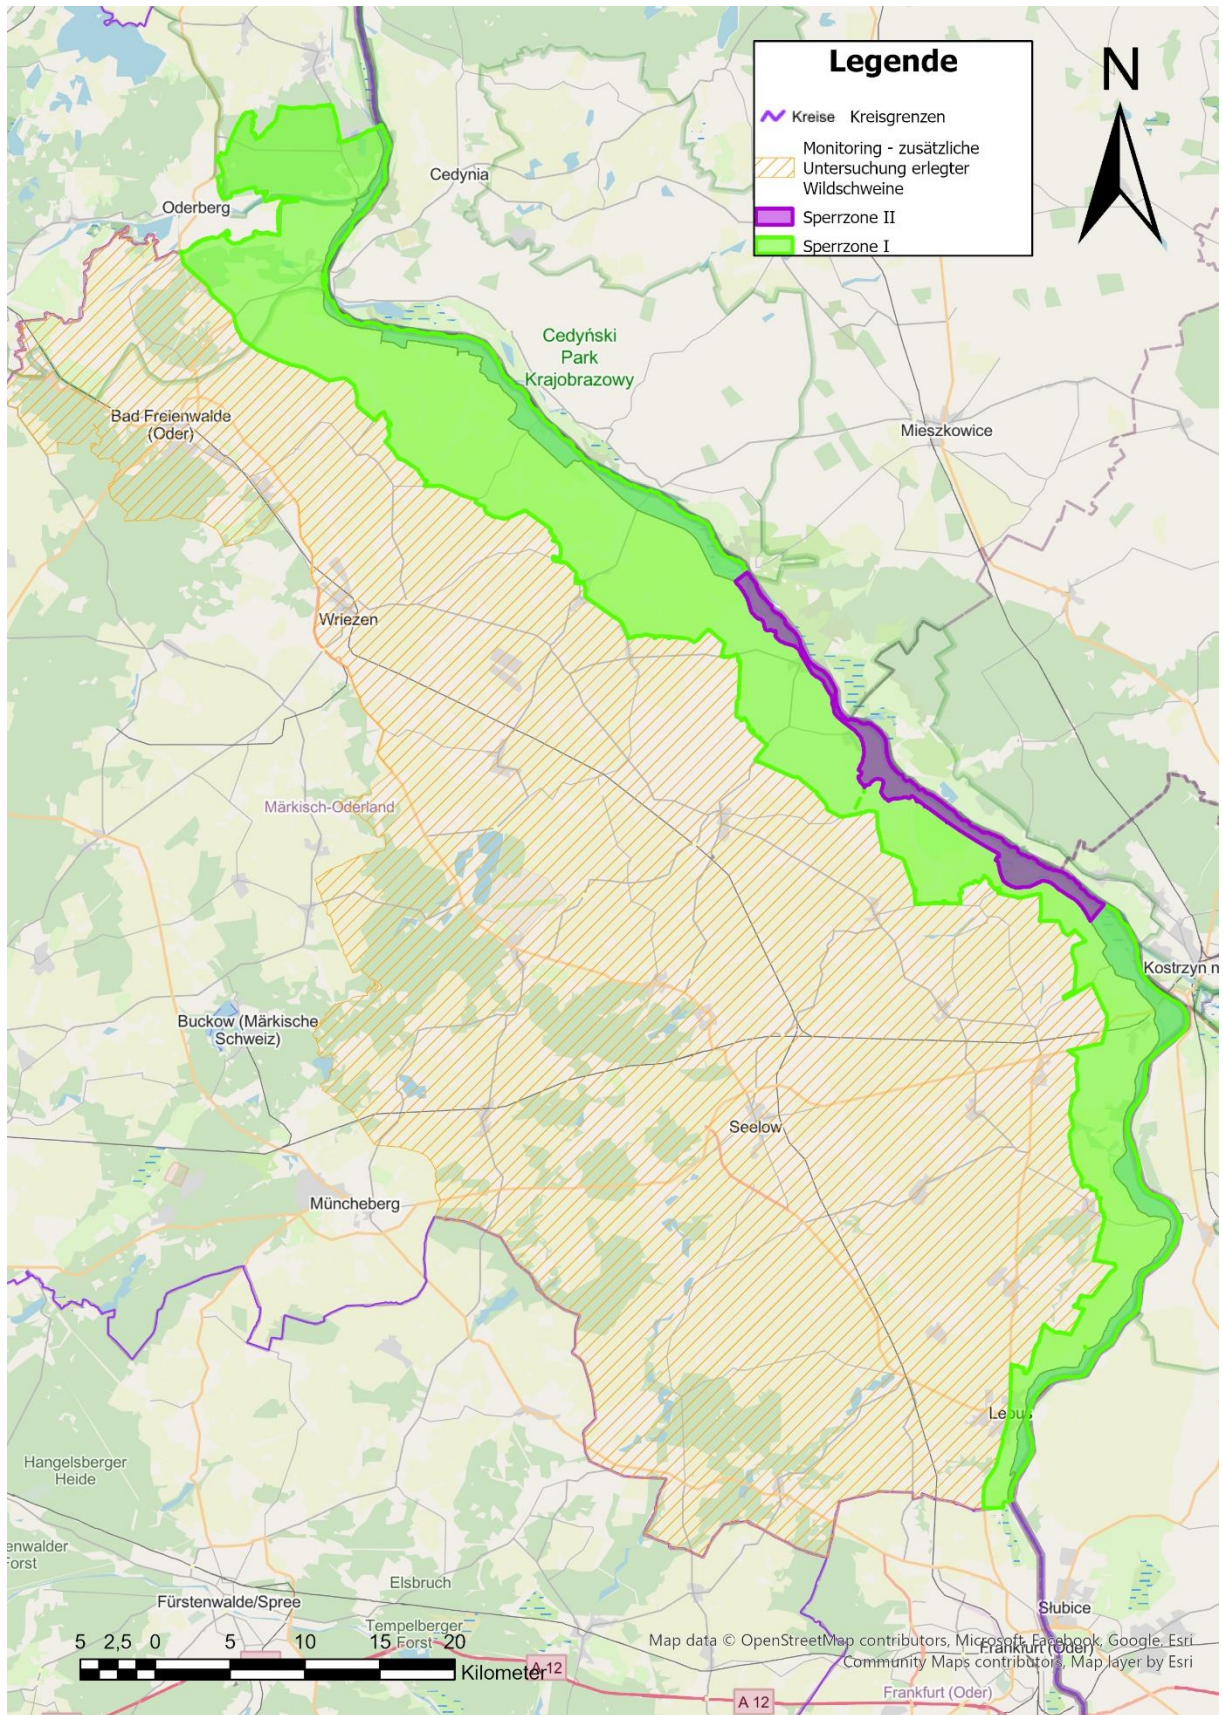 Legende
Kreise Kreisgrenzen
Monitoring - zusätzliche
Untersuchung erlegter
Wildschweine
Sperrzone II
Sperrzone I
N
Cedynia
Oderberg
Cedyński
Park
Krajobrazowy
Bad Freienwalde
(Oder)
Mieszkowice
Wriezen
Märkisch-Oderland
Kostrzyn n
Buckow (Märkische
Schweiz)
Seelow
Müncheberg
Lebus
Hangelsberger
Heide
enwalder
Forst
Elsbruch
Fürstenwalde/Spree
Tempelberger
Forst
Słubice
Frankfurt (Oder)
5 2,5 0 5 10 15 20
Kilometer
A 12
A 12
Frankfurt (Oder)
Map data © OpenStreetMap contributors, Microsoft, Facebook, Google, Esri
Community Maps contributors, Map layer by Esri